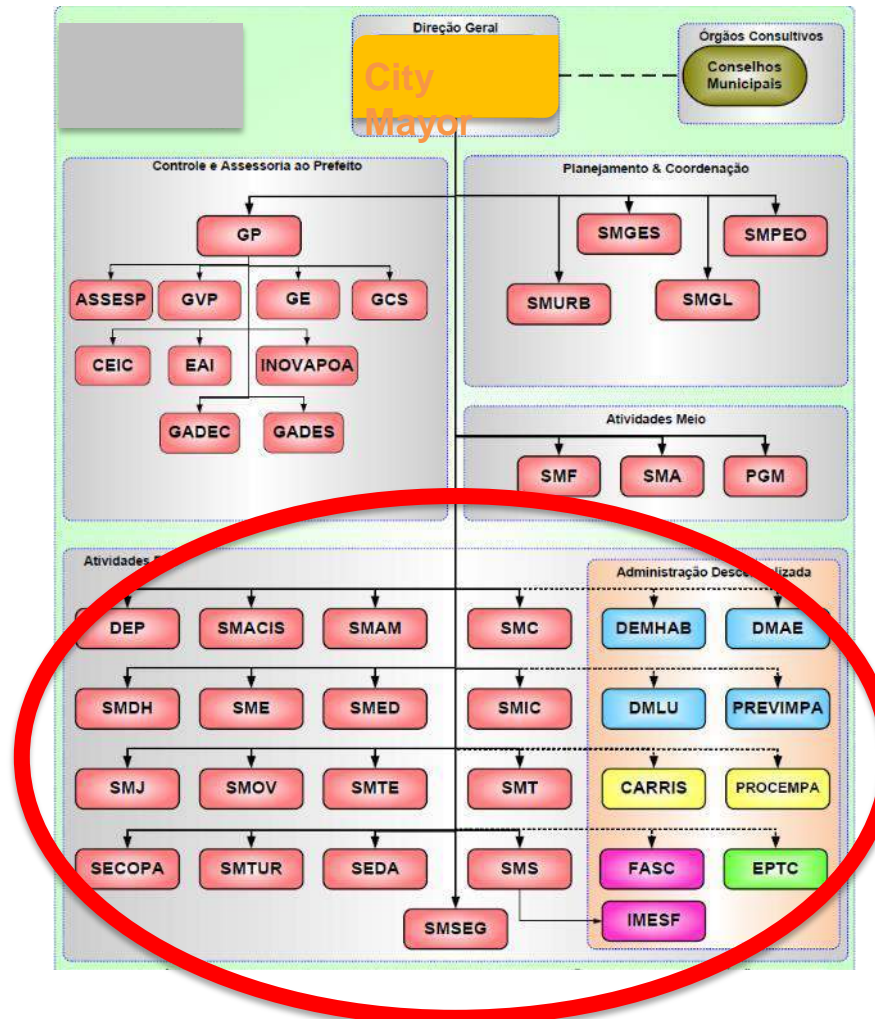 Direção Geral
City
Mayor
Órgãos Consultivos
Conselhos
Municipais
Controle e Assessoria ao Prefeito
GP
ASSESP GVP GE GCS
CEIC EAI INOVAPOA
GADEC GADES
Planejamento & Coordenação
SMGES SMPEO
SMURB SMGL
Atividades Meio
SMF SMA PGM
Atividades
Administração
DEP SMACIS SMAM SMC DEMHAB DMAE
SMDH SME SMED SMIC DMLU PREVIMPA
SMJ SMOV SMTE SMT CARRIS PROCEMPA
SECOPA SMTUR SEDA SMS FASC EPTC
SMSEG IMESF